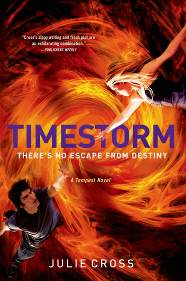 "Cross's zippy writing and fresh picture are
an exhilarating combination."
—PUBLISHERS WEEKLY
TIMESTORM
THERE'S NO ESCAPE FROM DESTINY
A Tempest Novel
JULIE CROSS